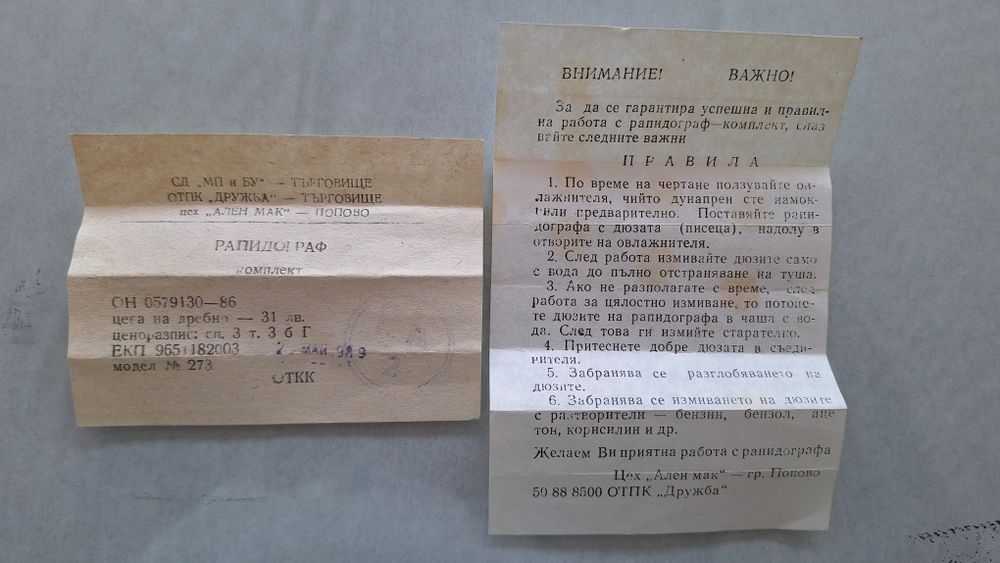 СД „МП и БУ“ — ТЪРГОВИЩЕ
ОТПК „ДРУЖБА“ — ТЪРГОВИЩЕ
цех „АЛЕН МАК“ — ПОПОВО
РАПИДОГРАФ
комплект
ОН 0579130—86
цена на дребно — 31 лв.
ценоразпис: сп. 3 т. 3 б Г
ЕКП 9651182003
МАЙ 989
модел № 273
ОТКК
2
ВНИМАНИЕ! ВАЖНО!
За да се гарантира успешна и правил-
на работа с рапидограф—комплект, спаз
вайте следните важни
ПРАВИЛА
1. По време на чертане ползувайте ов-
лажнителя, чийто дунапрен сте намок-
рили предварително. Поставяйте рапи-
дографа с дюзата (писеца), надолу в
отворите на овлажнителя.
2. След работа измивайте дюзите само
с вода до пълно отстраняване на туша.
3. Ако не разполагате с време, след
работа за цялостно измиване, то потопе-
те дюзите на рапидографа в чаша с во-
да. След това ги измийте старателно.
4. Притеснете добре дюзата в съеди-
нителя.
5. Забранява се разглобяването на
дюзите.
6. Забранява се измиването на дюзите
с разтворители — бензин, бензол, аце
тон, корисилин и др.
Желаем Ви приятна работа с рапидографа
Цех „Ален мак“ — гр. Попово
59 88 8500 ОТПК „Дружба“